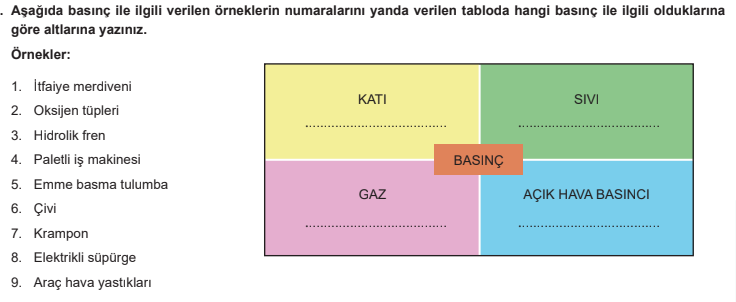 . Aşağıda basınç ile ilgili verilen örneklerin numaralarını yanda verilen tabloda hangi basınç ile ilgili olduklarına
göre altlarına yazınız.
Örnekler:
1. İtfaiye merdiveni
2. Oksijen tüpleri
3. Hidrolik fren
4. Paletli iş makinesi
5. Emme basma tulumba
6. Çivi
7. Krampon
8. Elektrikli süpürge
9. Araç hava yastıkları
KATI
................................................
SIVI
................................................
BASINÇ
GAZ
................................................
AÇIK HAVA BASINCI
................................................